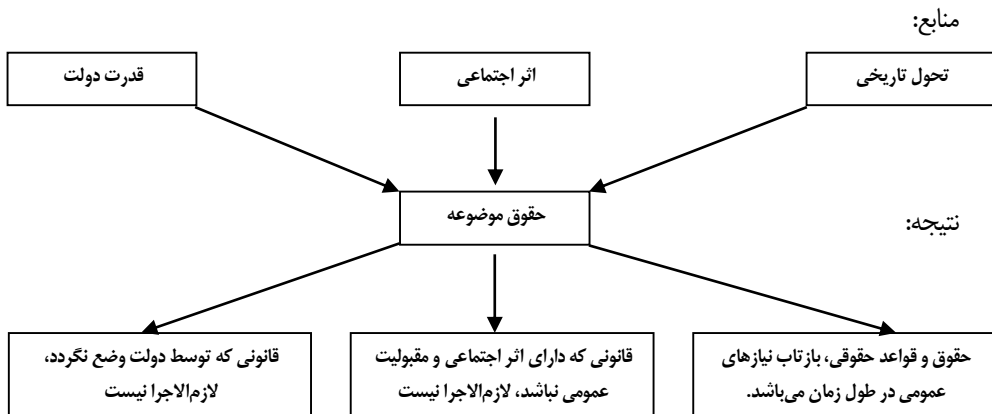 منابع:
تحول تاریخی
اثر اجتماعی
قدرت دولت
حقوق موضوعه
نتیجه:
حقوق و قواعد حقوقی، بازتاب نیازهای
عمومی در طول زمان می‌باشد.
قانونی که دارای اثر اجتماعی و مقبولیت
عمومی نباشد، لازم‌الاجرا نیست
قانونی که توسط دولت وضع نگردد،
لازم‌الاجرا نیست